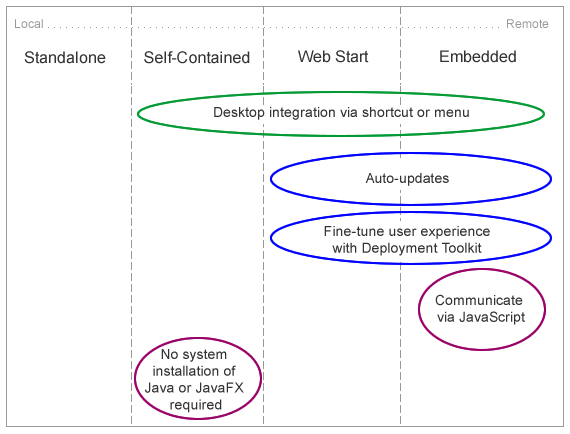 Local
Remote
Standalone
Self-Contained
Web Start
Embedded
Desktop integration via shortcut or menu
Auto-updates
Fine-tune user experience
with Deployment Toolkit
Communicate
via JavaScript
No system
installation of
Java or JavaFX
required